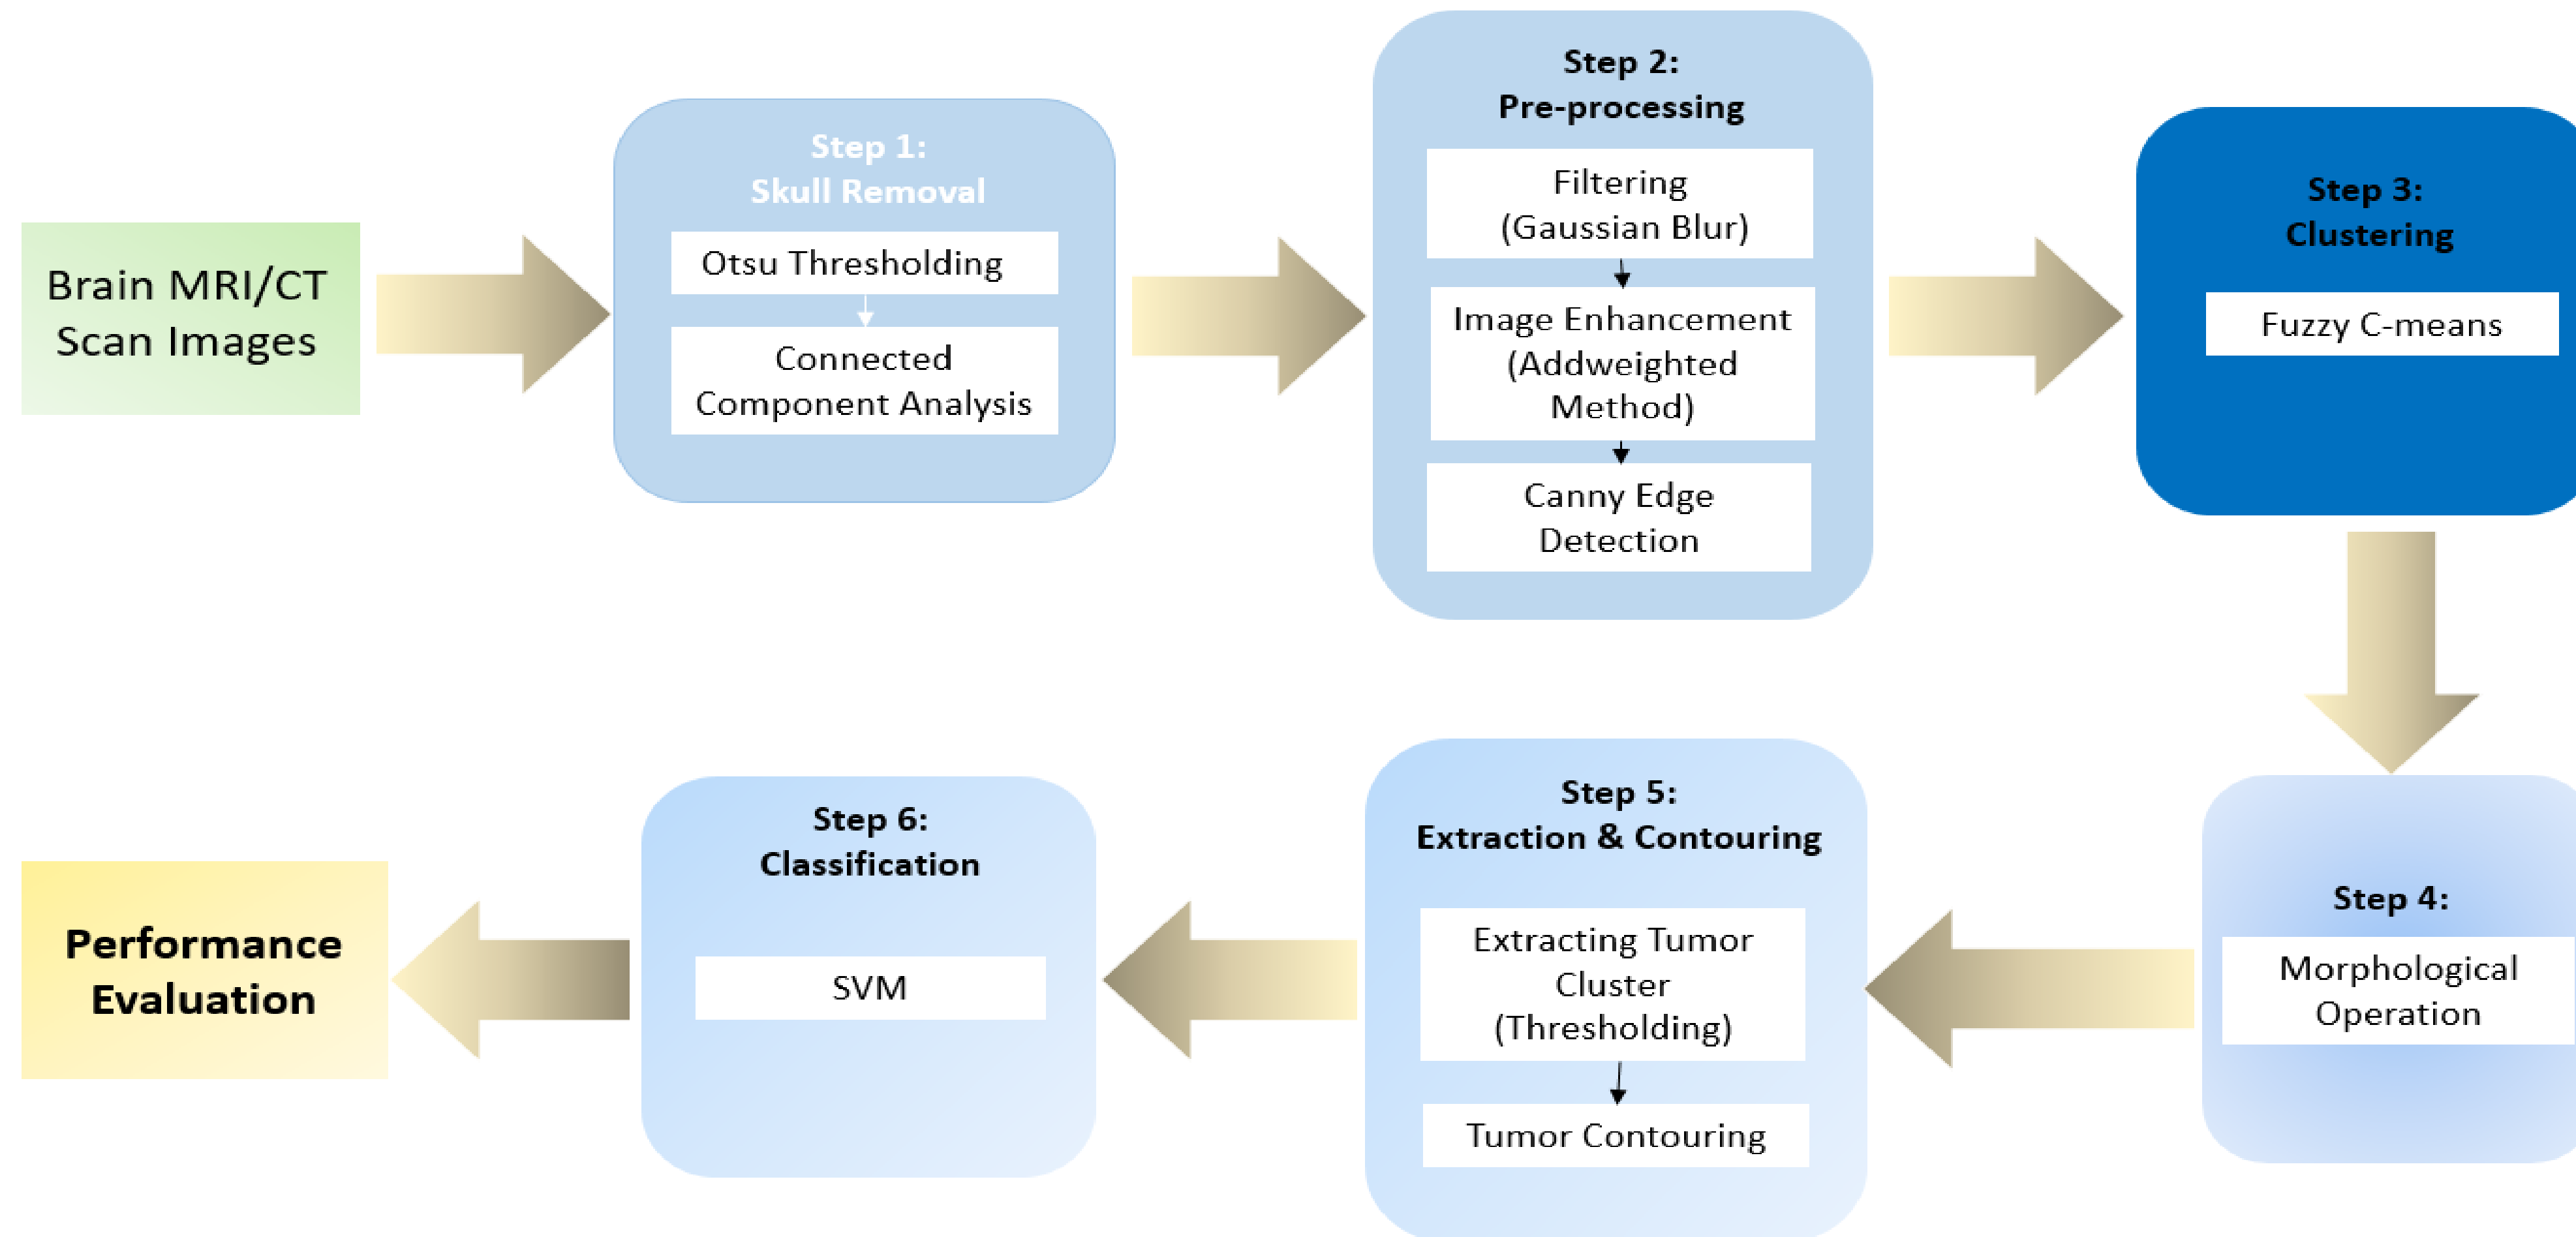 Brain MRI/CT
Scan Images
Step 1:
Skull Removal
Otsu Thresholding
Connected
Component Analysis
Step 2:
Pre-processing
Filtering
(Gaussian Blur)
Image Enhancement
(Addweighted
Method)
Canny Edge
Detection
Step 3:
Clustering
Fuzzy C-means
Step 4:
Morphological
Operation
Step 5:
Extraction & Contouring
Extracting Tumor
Cluster
(Thresholding)
Tumor Contouring
Step 6:
Classification
SVM
Performance
Evaluation